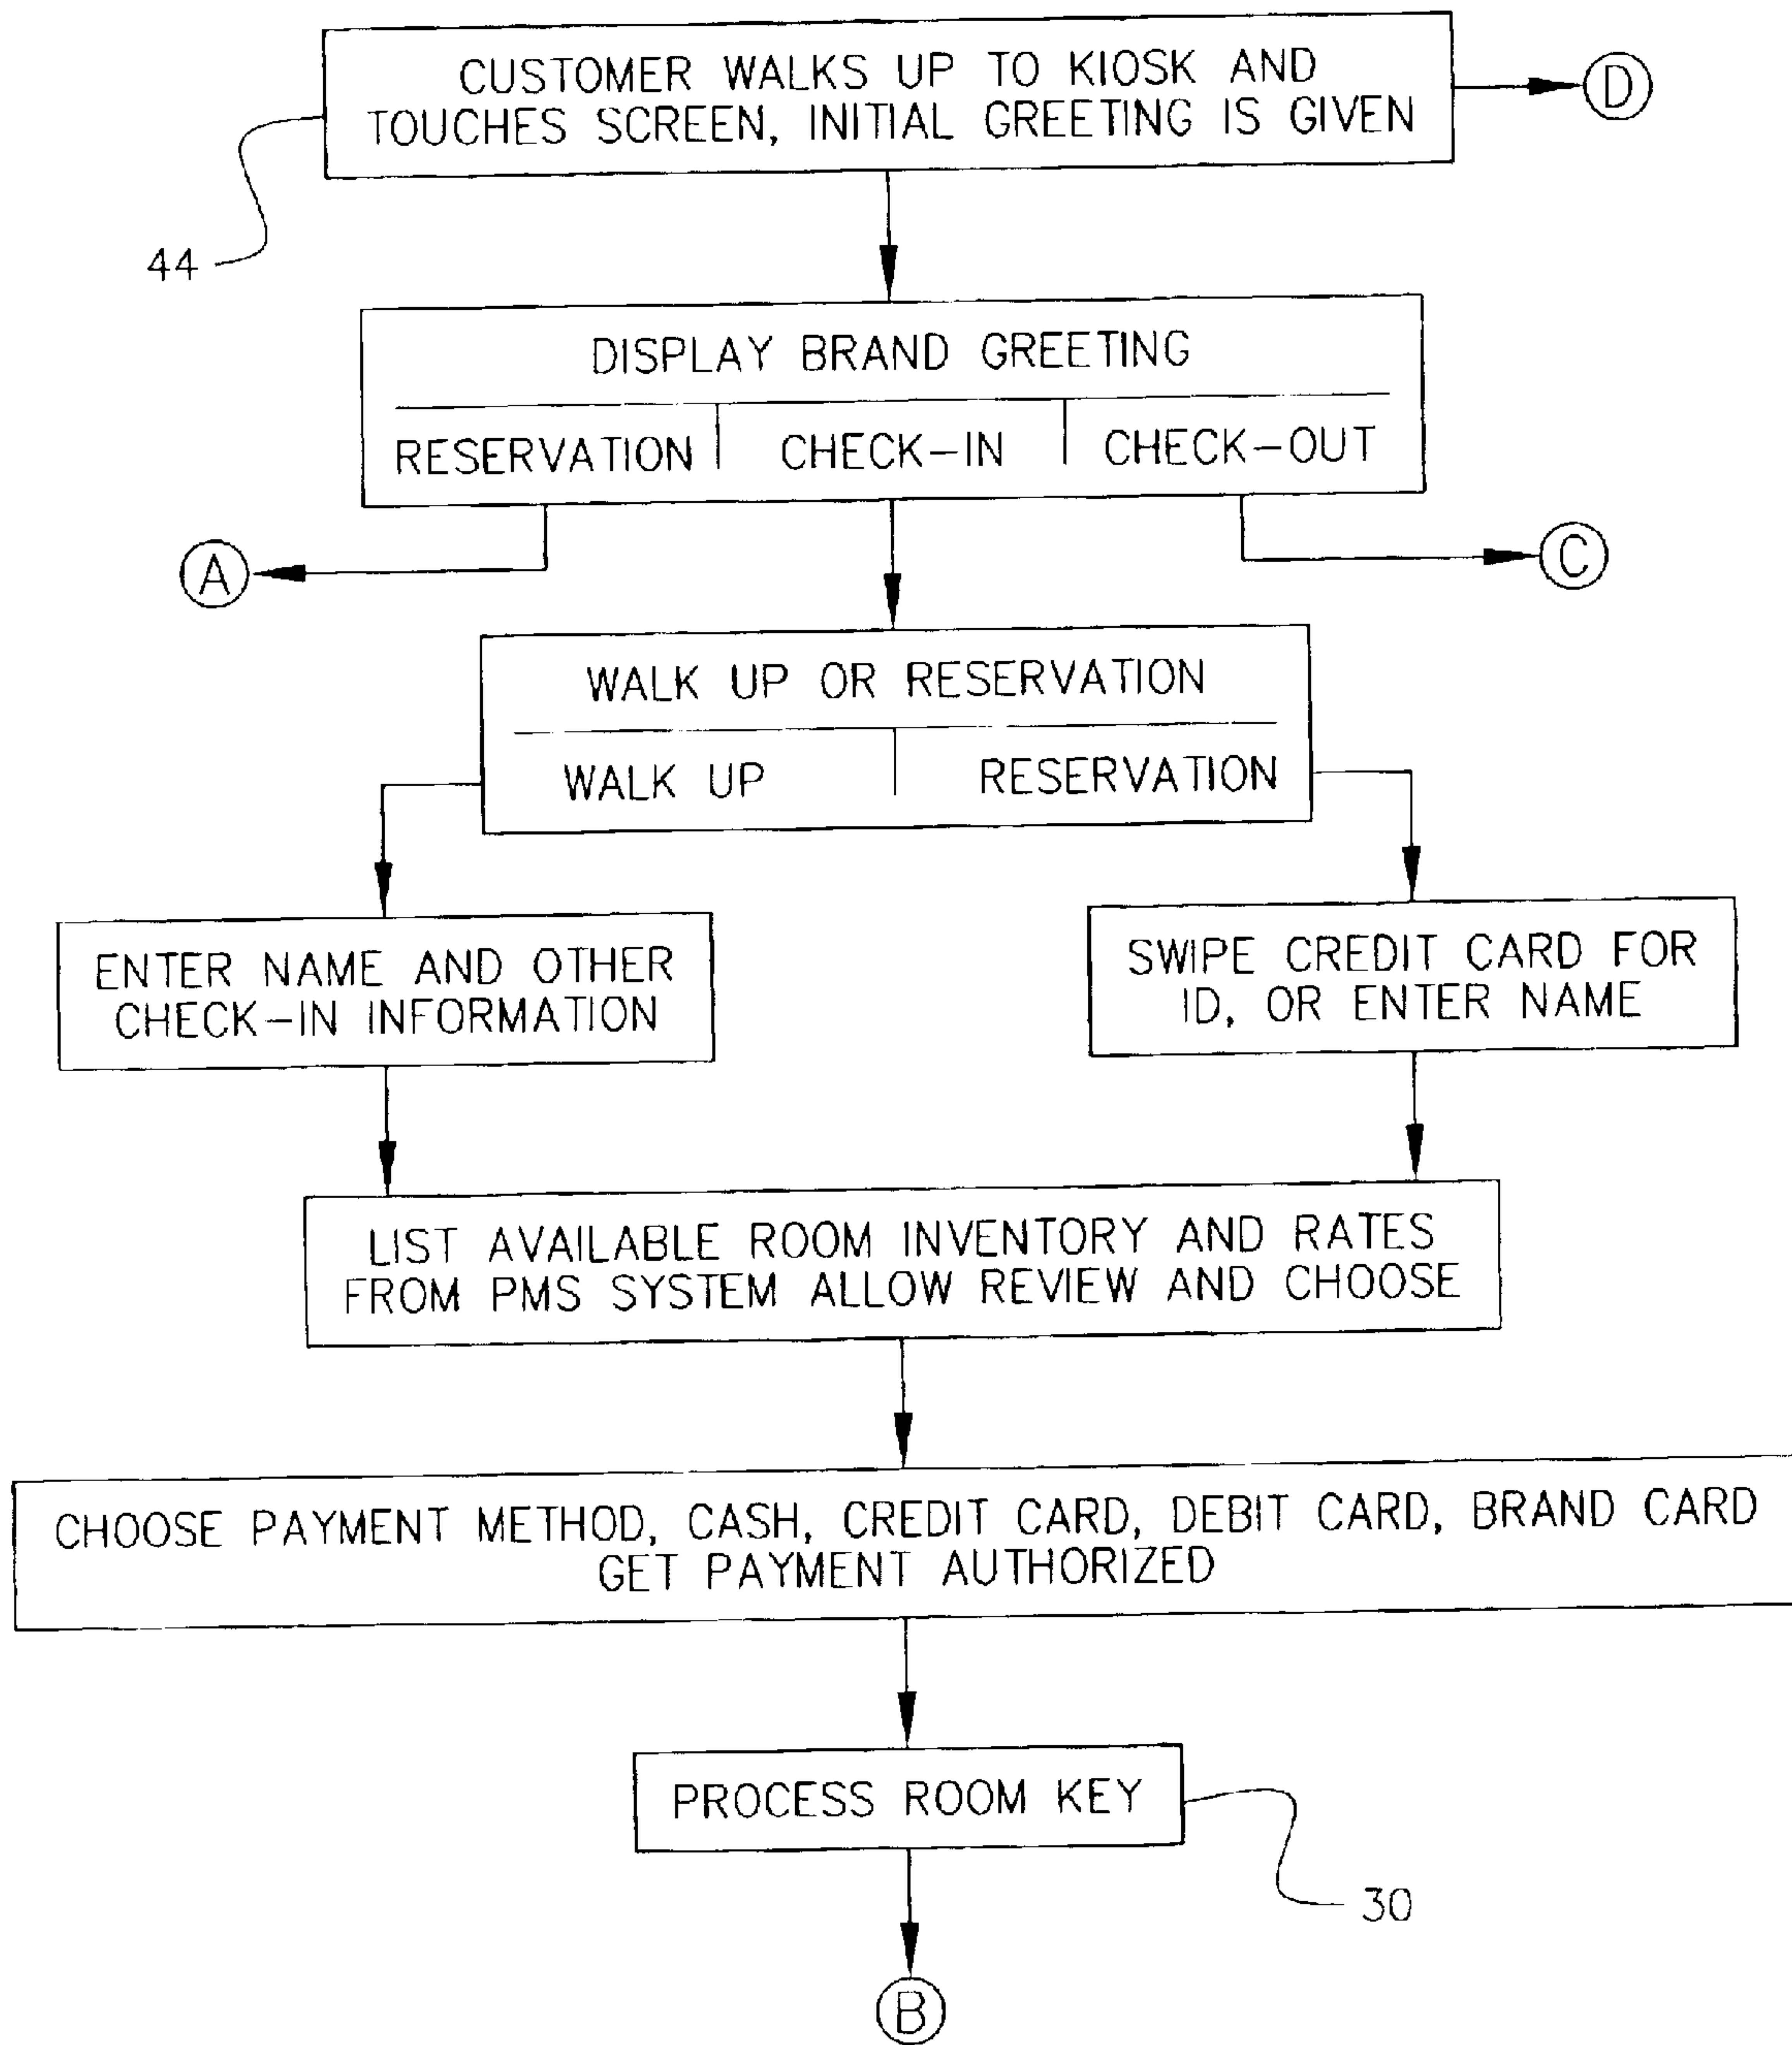 CUSTOMER WALKS UP TO KIOSK AND
TOUCHES SCREEN, INITIAL GREETING IS GIVEN
D
44
DISPLAY BRAND GREETING
RESERVATION CHECK-IN CHECK-OUT
A
C
WALK UP OR RESERVATION
WALK UP RESERVATION
ENTER NAME AND OTHER
CHECK-IN INFORMATION
SWIPE CREDIT CARD FOR
ID, OR ENTER NAME
LIST AVAILABLE ROOM INVENTORY AND RATES
FROM PMS SYSTEM ALLOW REVIEW AND CHOOSE
CHOOSE PAYMENT METHOD, CASH, CREDIT CARD, DEBIT CARD, BRAND CARD
GET PAYMENT AUTHORIZED
PROCESS ROOM KEY
30
B